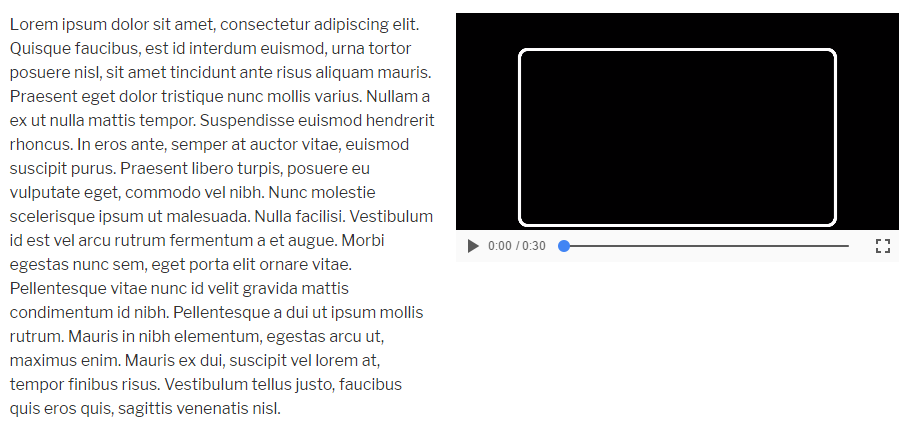 Lorem ipsum dolor sit amet, consectetur adipiscing elit.
Quisque faucibus, est id interdum euismod, urna tortor
posuere nisl, sit amet tincidunt ante risus aliquam mauris.
Praesent eget dolor tristique nunc mollis varius. Nullam a
ex ut nulla mattis tempor. Suspendisse euismod hendrerit
rhoncus. In eros ante, semper at auctor vitae, euismod
suscipit purus. Praesent libero turpis, posuere eu
vulputate eget, commodo vel nibh. Nunc molestie
scelerisque ipsum ut malesuada. Nulla facilisi. Vestibulum
id est vel arcu rutrum fermentum a et augue. Morbi
egestas nunc sem, eget porta elit ornare vitae.
Pellentesque vitae nunc id velit gravida mattis
condimentum id nibh. Pellentesque a dui ut ipsum mollis
rutrum. Mauris in nibh elementum, egestas arcu ut,
maximus enim. Mauris ex dui, suscipit vel lorem at,
tempor finibus risus. Vestibulum tellus justo, faucibus
quis eros quis, sagittis venenatis nisl.
0:00 / 0:30